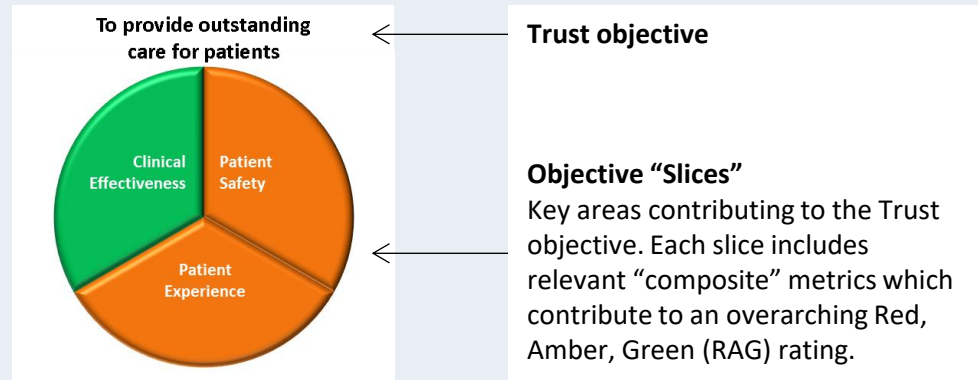 To provide outstanding
care for patients
Clinical
Effectiveness
Patient
Safety
Patient
Experience
Trust objective
Objective “Slices”
Key areas contributing to the Trust
objective. Each slice includes
relevant “composite” metrics which
contribute to an overarching Red,
Amber, Green (RAG) rating.